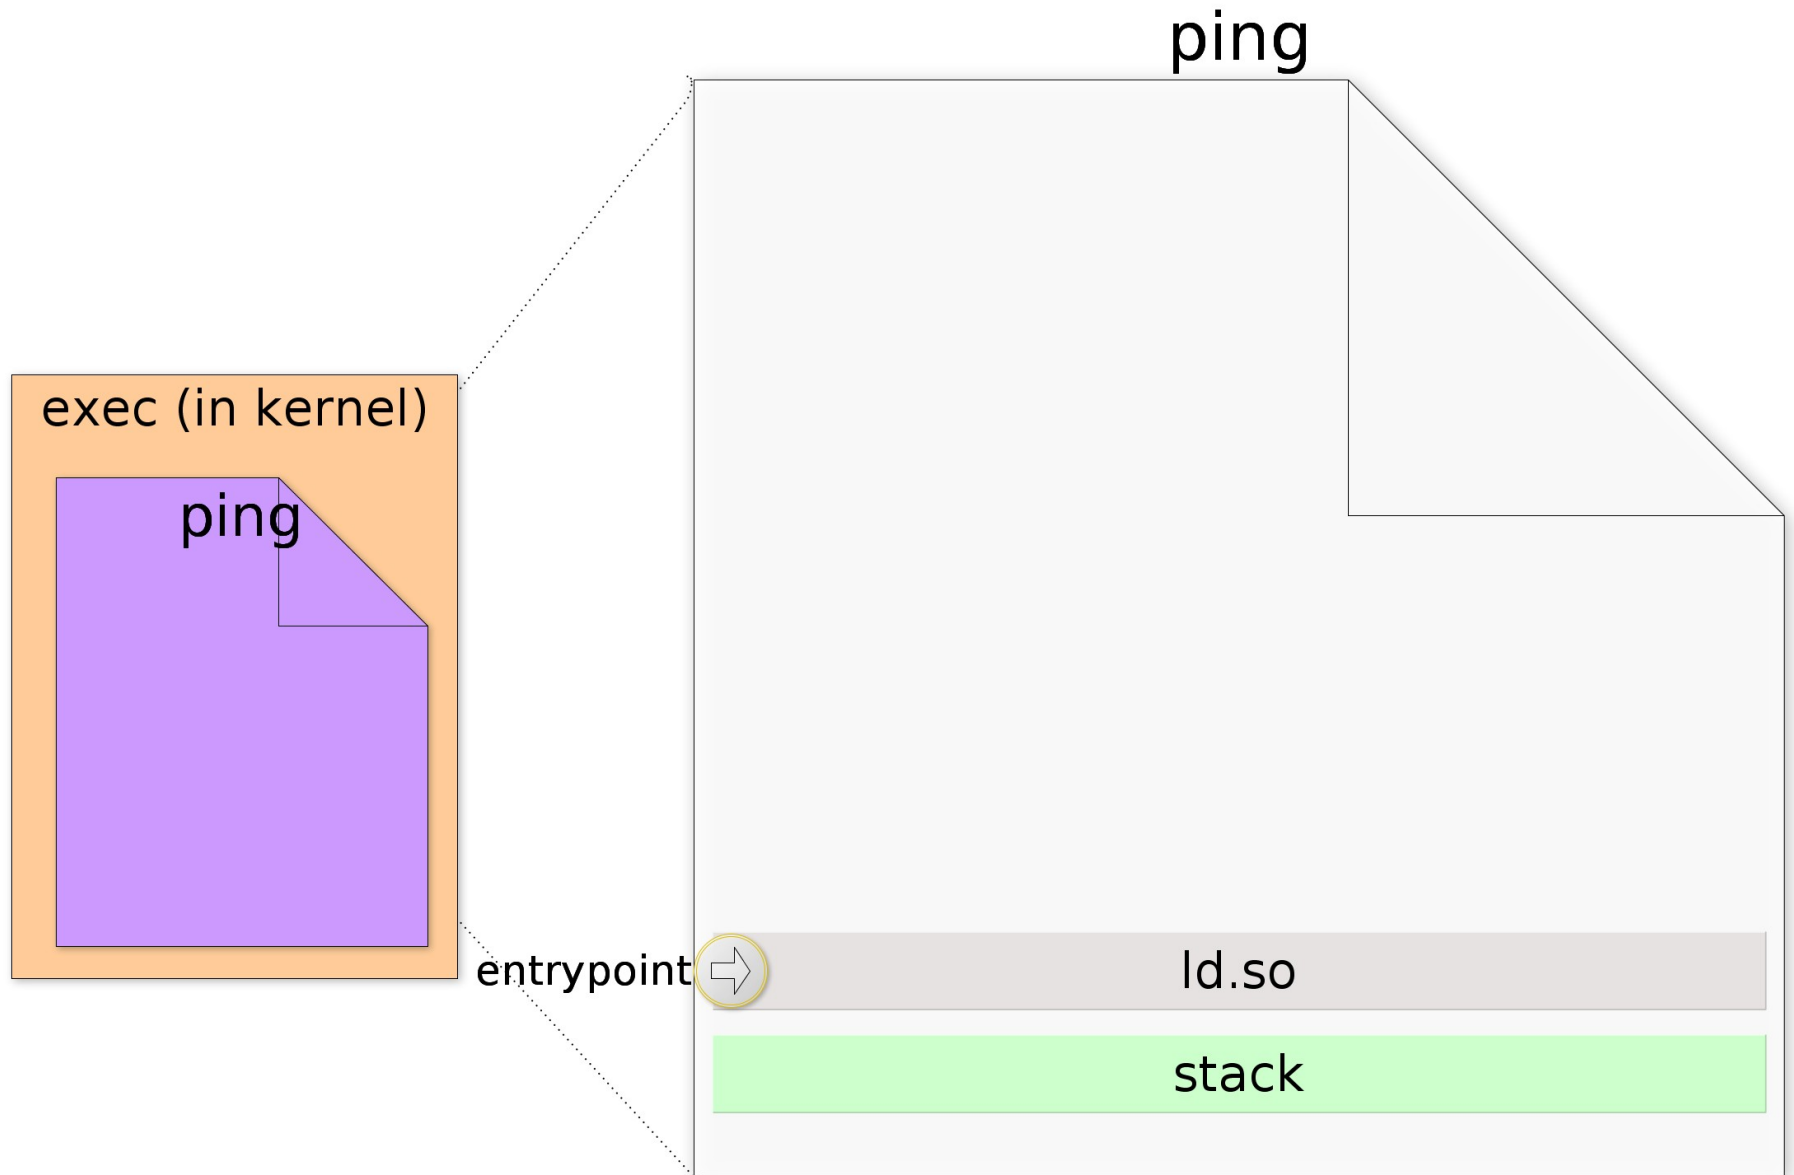 ping
exec (in kernel)
ping
entrypoint
ld.so
stack